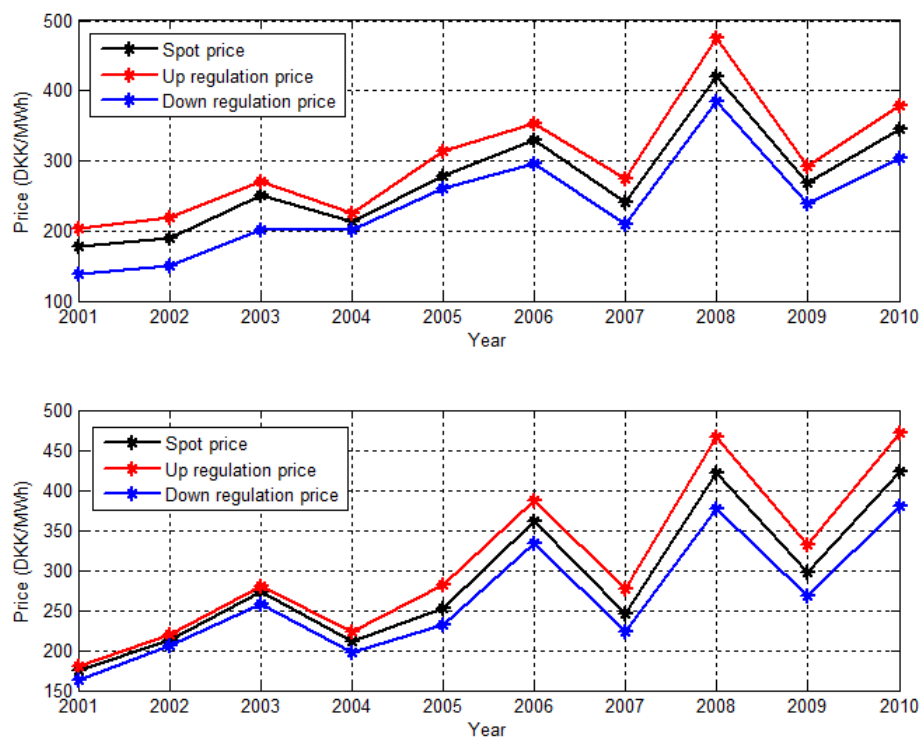 500
400
300
200
100
Price (DKK/MWh)
Spot price
Up regulation price
Down regulation price
2001 2002 2003 2004 2005 2006 2007 2008 2009 2010
Year
500
450
400
350
300
250
200
150
Price (DKK/MWh)
Spot price
Up regulation price
Down regulation price
2001 2002 2003 2004 2005 2006 2007 2008 2009 2010
Year